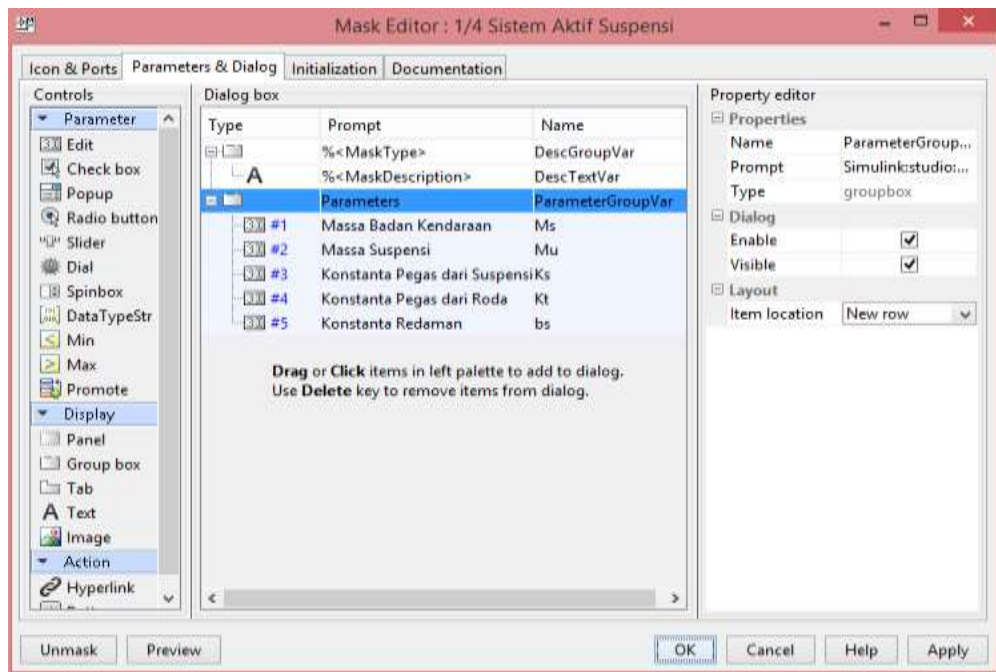 Mask Editor : 1/4 Sistem Aktif Suspensi
Icon & Ports Parameters & Dialog Initialization Documentation
Controls
Parameter
Edit
Check box
Popup
Radio button
Slider
Dial
Spinbox
DataTypeStr
Min
Max
Promote
Display
Panel
Group box
Tab
A Text
Image
Action
Hyperlink
Dialog box
Type Prompt Name
%<MaskType> DescGroupVar
A %<MaskDescription> DescTextVar
Parameters ParameterGroupVar
#1 Massa Badan Kendaraan Ms
#2 Massa Suspensi Mu
#3 Konstanta Pegas dari Suspensi Ks
#4 Konstanta Pegas dari Roda Kt
#5 Konstanta Redaman bs
Drag or Click items in left palette to add to dialog.
Use Delete key to remove items from dialog.
Property editor
Properties
Name ParameterGroup...
Prompt Simulink:studio:...
Type groupbox
Dialog
Enable
Visible
Layout
Item location New row
Unmask Preview OK Cancel Help Apply